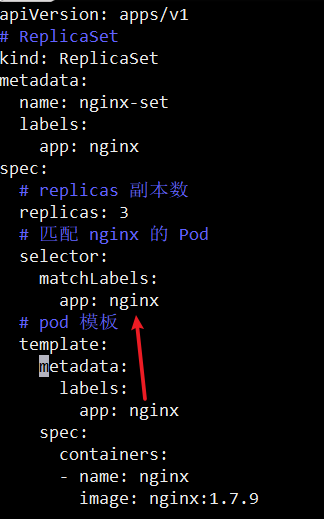 apiVersion: apps/v1
# ReplicaSet
kind: ReplicaSet
metadata:
  name: nginx-set
  labels:
    app: nginx
spec:
  # replicas 副本数
  replicas: 3
  # 匹配 nginx 的 Pod
  selector:
    matchLabels:
      app: nginx
  # pod 模板
  template:
    metadata:
      labels:
        app: nginx
    spec:
      containers:
      - name: nginx
        image: nginx:1.7.9